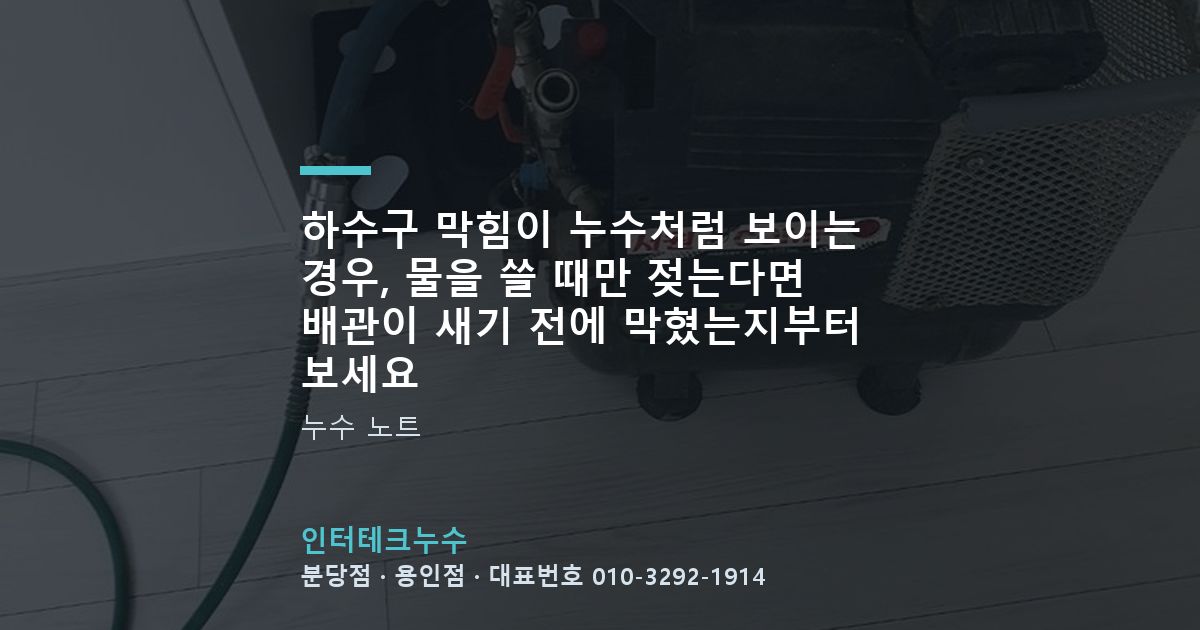 하수구 막힘이 누수처럼 보이는
경우, 물을 쓸 때만 젖는다면
배관이 새기 전에 막혔는지부터
보세요
누수 노트
인터테크누수
분당점 · 용인점 · 대표번호 010-3292-1914